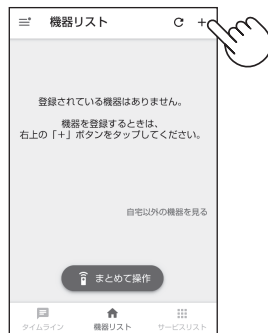 機器リスト
登録されている機器はありません。
機器を登録するときは、
右上の「+」ボタンをタップしてください。
自宅以外の機器を見る
まとめて操作
タイムライン 機器リスト サービスリスト